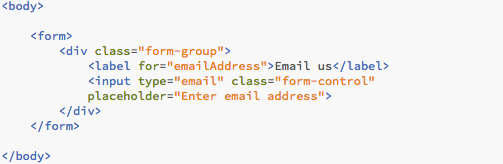 <body>
<form>
<div class="form-group">
<label for="emailAddress">Email us</label>
<input type="email" class="form-control"
placeholder="Enter email address">
</div>
</form>
</body>